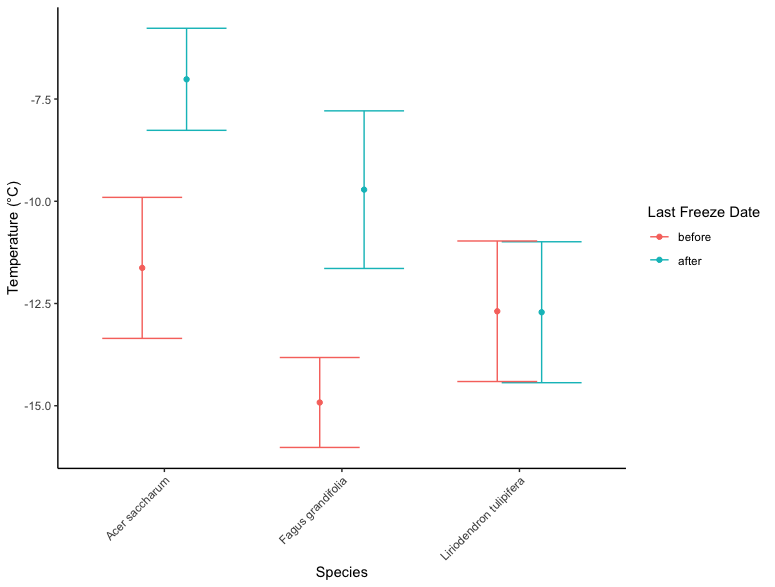 Temperature (°C)
-7.5
-10.0
-12.5
-15.0
Acer saccharum
Fagus grandifolia
Liriodendron tulipifera
Species
Last Freeze Date
before
after